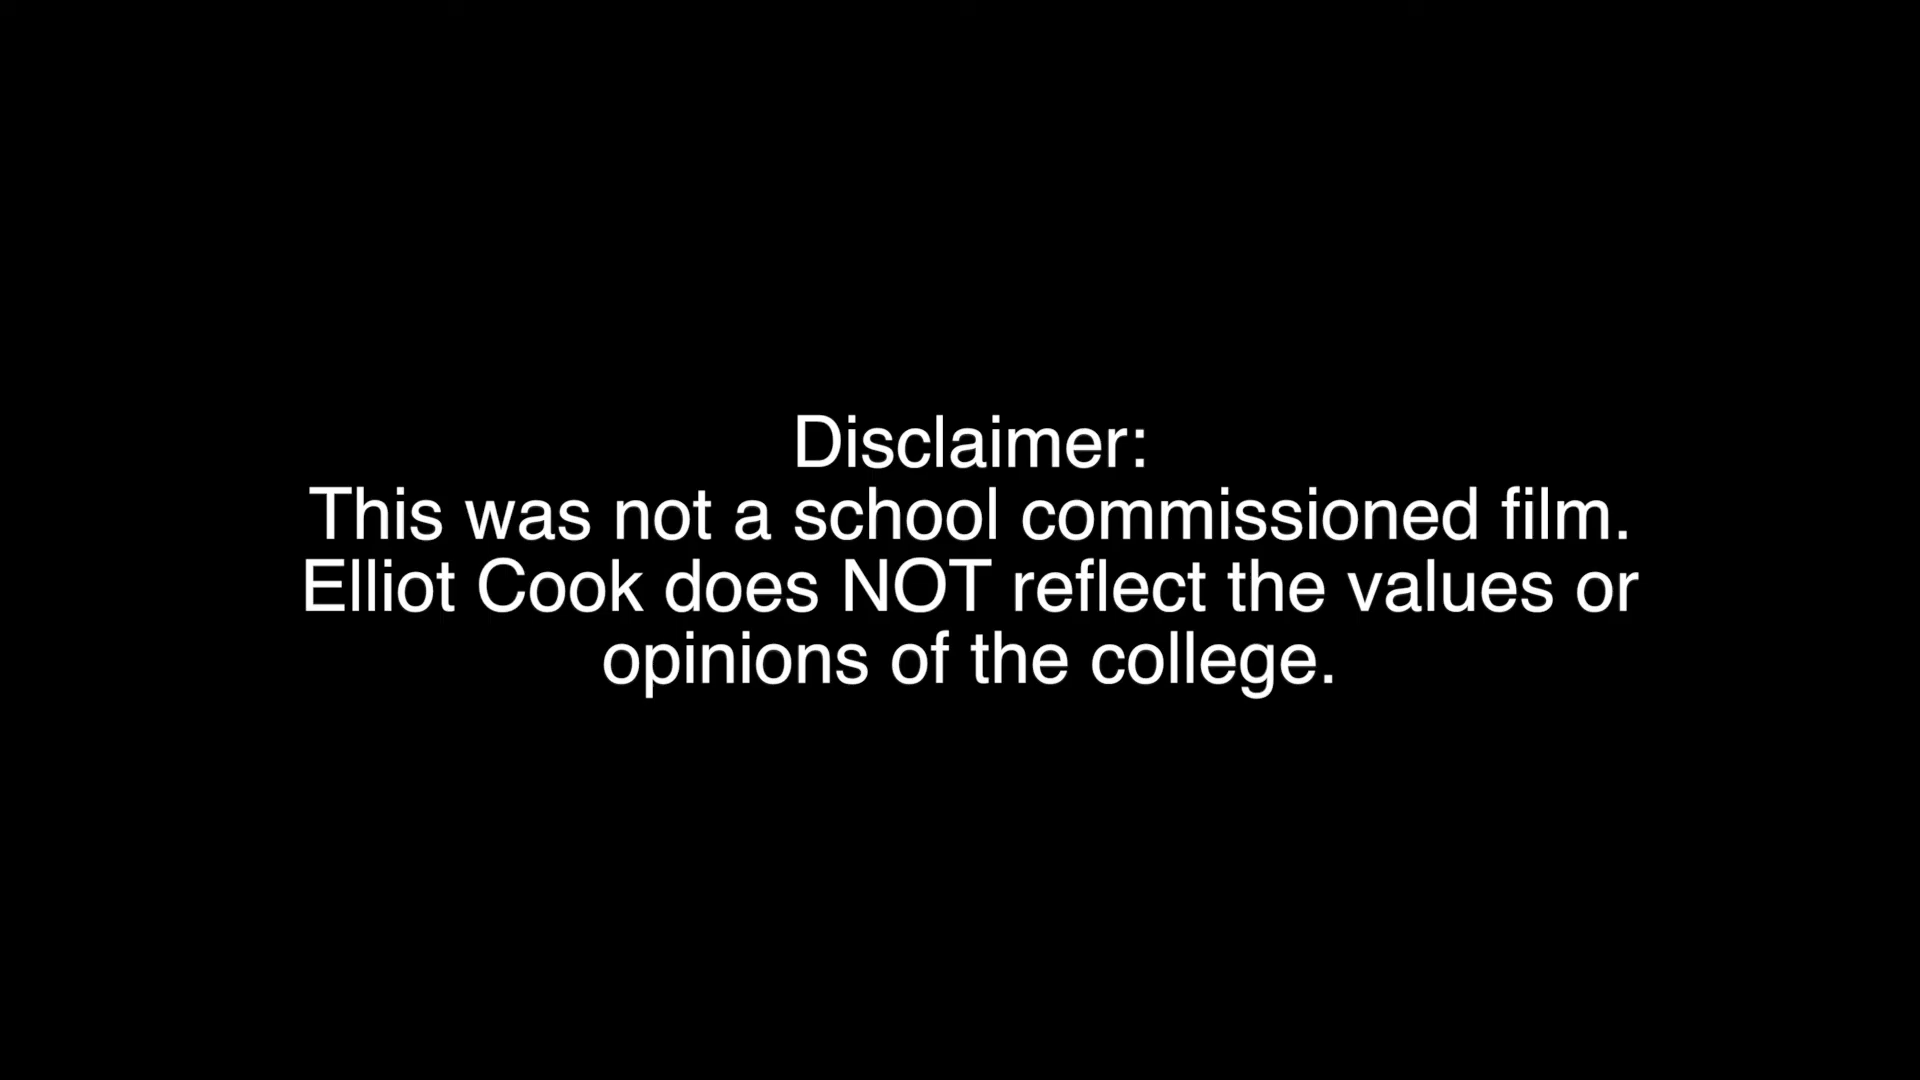 Disclaimer:
This was not a school commissioned film.
Elliot Cook does NOT reflect the values or
opinions of the college.